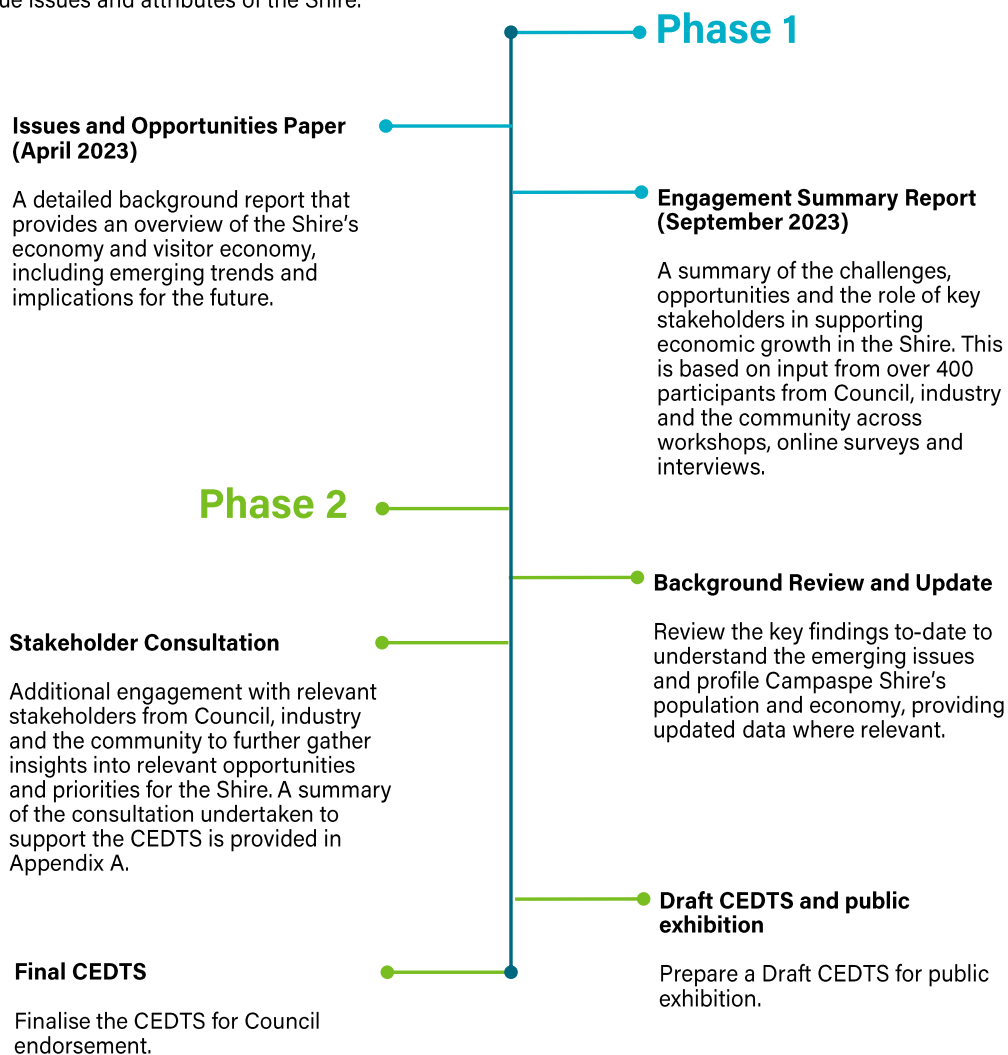 ue issues and attributes of the Shire.
Phase 1
Issues and Opportunities Paper
(April 2023)
A detailed background report that
provides an overview of the Shire's
economy and visitor economy,
including emerging trends and
implications for the future.
Engagement Summary Report
(September 2023)
A summary of the challenges,
opportunities and the role of key
stakeholders in supporting
economic growth in the Shire. This
is based on input from over 400
participants from Council, industry
and the community across
workshops, online surveys and
interviews.
Phase 2
Background Review and Update
Review the key findings to-date to
understand the emerging issues
and profile Campaspe Shire's
population and economy, providing
updated data where relevant.
Stakeholder Consultation
Additional engagement with relevant
stakeholders from Council, industry
and the community to further gather
insights into relevant opportunities
and priorities for the Shire. A summary
of the consultation undertaken to
support the CEDTS is provided in
Appendix A.
Draft CEDTS and public
exhibition
Prepare a Draft CEDTS for public
exhibition.
Final CEDTS
Finalise the CEDTS for Council
endorsement.